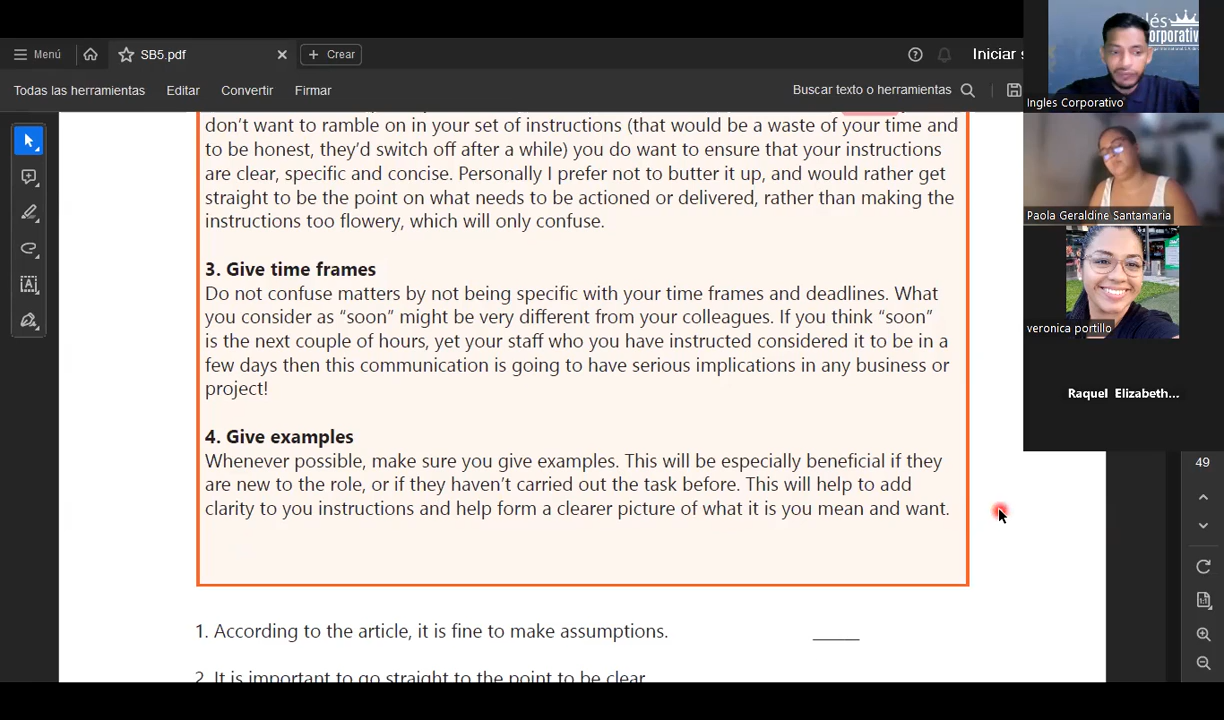 Menú
SB5.pdf
Crear
Iniciar s
Todas las herramientas
Editar
Convertir
Firmar
Buscar texto o herramientas
don't want to ramble on in your set of instructions (that would be a waste of your time and
to be honest, they'd switch off after a while) you do want to ensure that your instructions
are clear, specific and concise. Personally I prefer not to butter it up, and would rather get
straight to be the point on what needs to be actioned or delivered, rather than making the
instructions too flowery, which will only confuse.
3. Give time frames
Do not confuse matters by not being specific with your time frames and deadlines. What
you consider as “soon” might be very different from your colleagues. If you think “soon”
is the next couple of hours, yet your staff who you have instructed considered it to be in a
few days then this communication is going to have serious implications in any business or
project!
4. Give examples
Whenever possible, make sure you give examples. This will be especially beneficial if they
are new to the role, or if they haven't carried out the task before. This will help to add
clarity to you instructions and help form a clearer picture of what it is you mean and want.
1. According to the article, it is fine to make assumptions. _____
2. It is important to go straight to the point to be clear.
lés
orporativ
Ingles Corporativo
Paola Geraldine Santamaria
veronica portillo
Raquel Elizabeth...
49
1:1